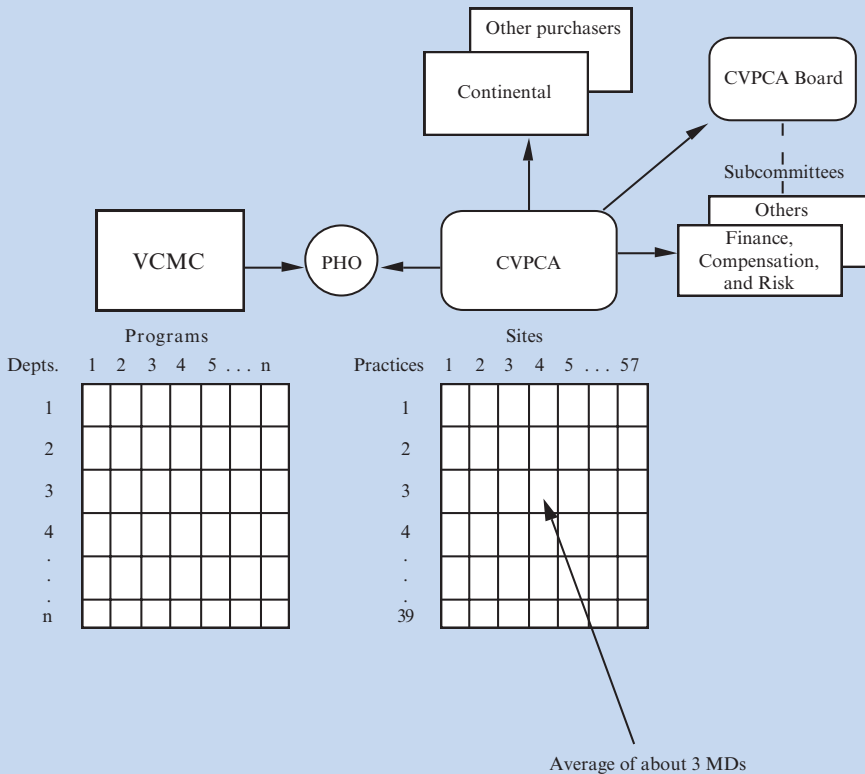 Other purchasers
Continental
CVPCA Board
Subcommittees
Others
Finance,
Compensation,
and Risk
VCMC
PHO
CVPCA
Programs
Depts. 1 2 3 4 5 . . . n
1
2
3
4
.
.
.
n
Sites
Practices 1 2 3 4 5 . . . 57
1
2
3
4
.
.
.
39
Average of about 3 MDs